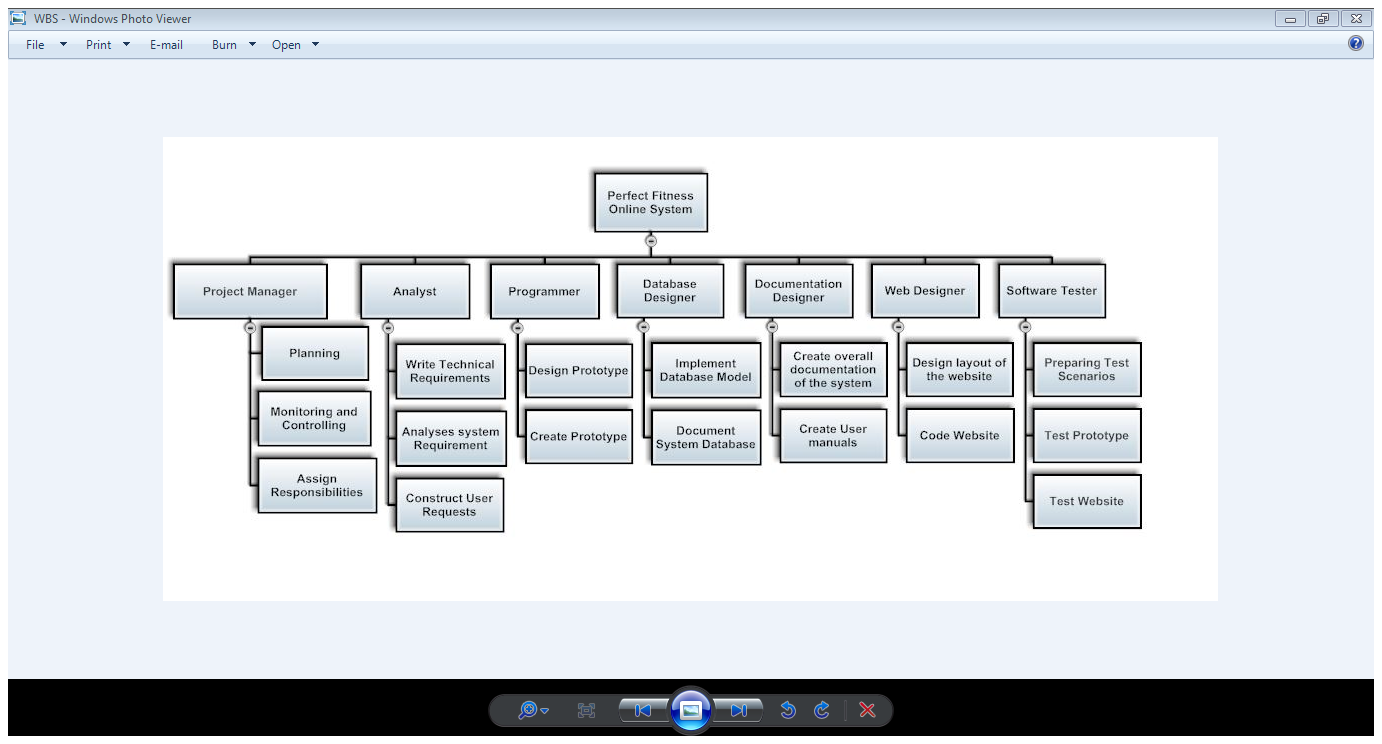 WBS - Windows Photo Viewer
File Print E-mail Burn Open
Perfect Fitness
Online System
Project Manager
Analyst
Programmer
Database
Designer
Documentation
Designer
Web Designer
Software Tester
Planning
Monitoring and
Controlling
Assign
Responsibilities
Write Technical
Requirements
Analyses system
Requirement
Construct User
Requests
Design Prototype
Create Prototype
Implement
Database Model
Document
System Database
Create overall
documentation
of the system
Create User
manuals
Design layout of
the website
Code Website
Preparing Test
Scenarios
Test Prototype
Test Website